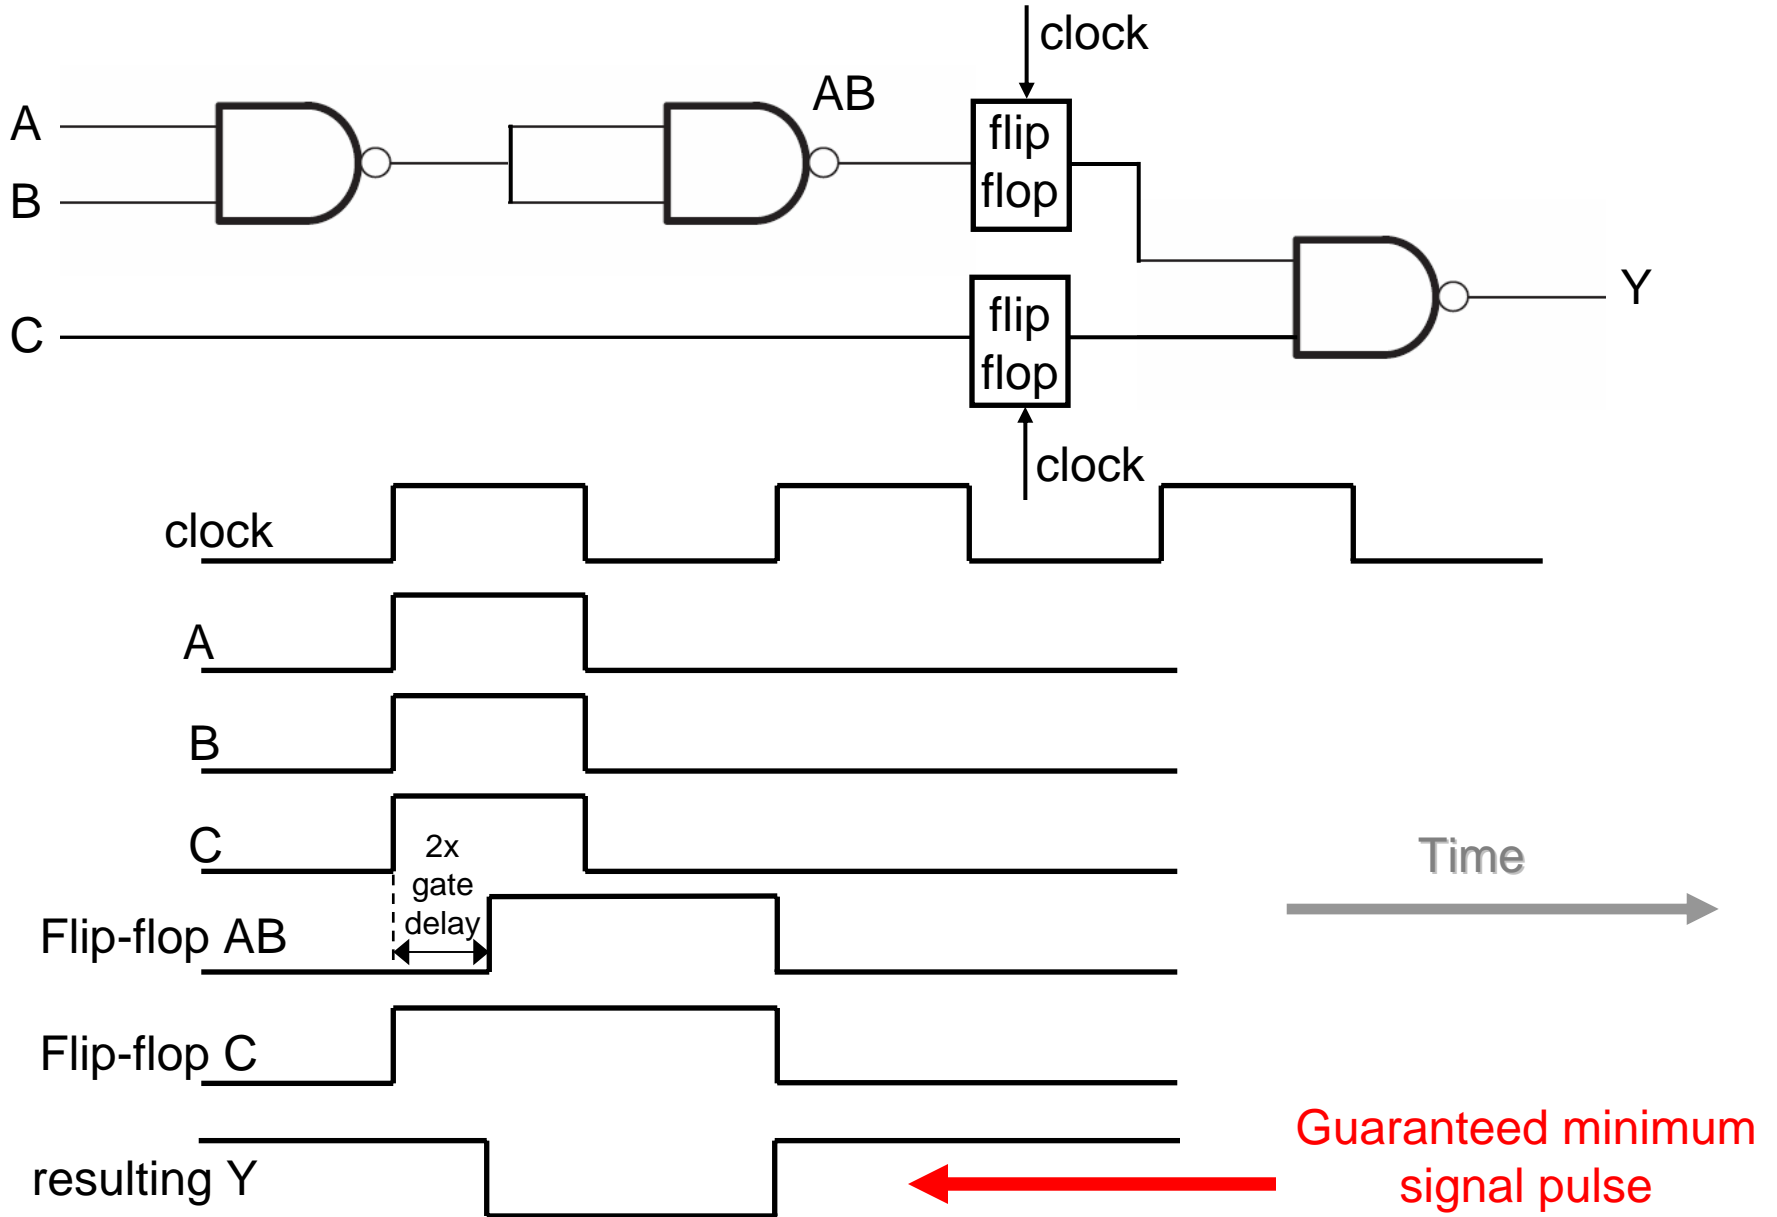 clock
A
AB
flip
flop
B
Y
C
flip
flop
clock
clock
A
B
C
2x
gate
delay
Time
Flip-flop AB
Flip-flop C
resulting Y
Guaranteed minimum
signal pulse